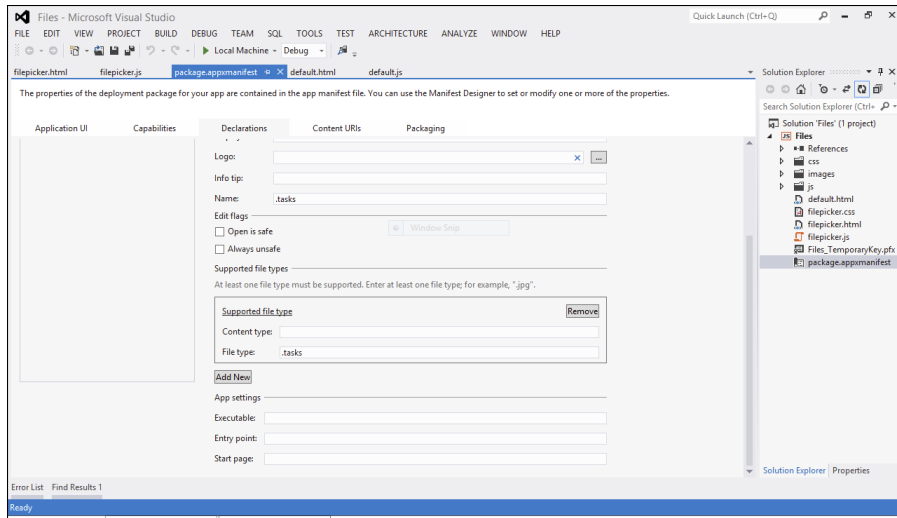 Files - Microsoft Visual Studio
Quick Launch (Ctrl+Q)
FILE EDIT VIEW PROJECT BUILD DEBUG TEAM SQL TOOLS TEST ARCHITECTURE ANALYZE WINDOW HELP
Local Machine Debug
filepicker.html filepicker.js package.appxmanifest default.html default.js
The properties of the deployment package for your app are contained in the app manifest file. You can use the Manifest Designer to set or modify one or more of the properties.
Application UI Capabilities Declarations Content URIs Packaging
Logo:
...
Info tip:
Name: .tasks
Edit flags
Open is safe
Window Snip
Always unsafe
Supported file types
At least one file type must be supported. Enter at least one file type; for example, ".jpg".
Supported file type
Remove
Content type:
File type: .tasks
Add New
App settings
Executable:
Entry point:
Start page:
Solution Explorer
Search Solution Explorer (Ctrl+
Solution 'Files' (1 project)
JS Files
References
css
images
js
default.html
filepicker.css
filepicker.html
filepicker.js
Files_TemporaryKey.pfx
package.appxmanifest
Solution Explorer Properties
Error List Find Results 1
Ready